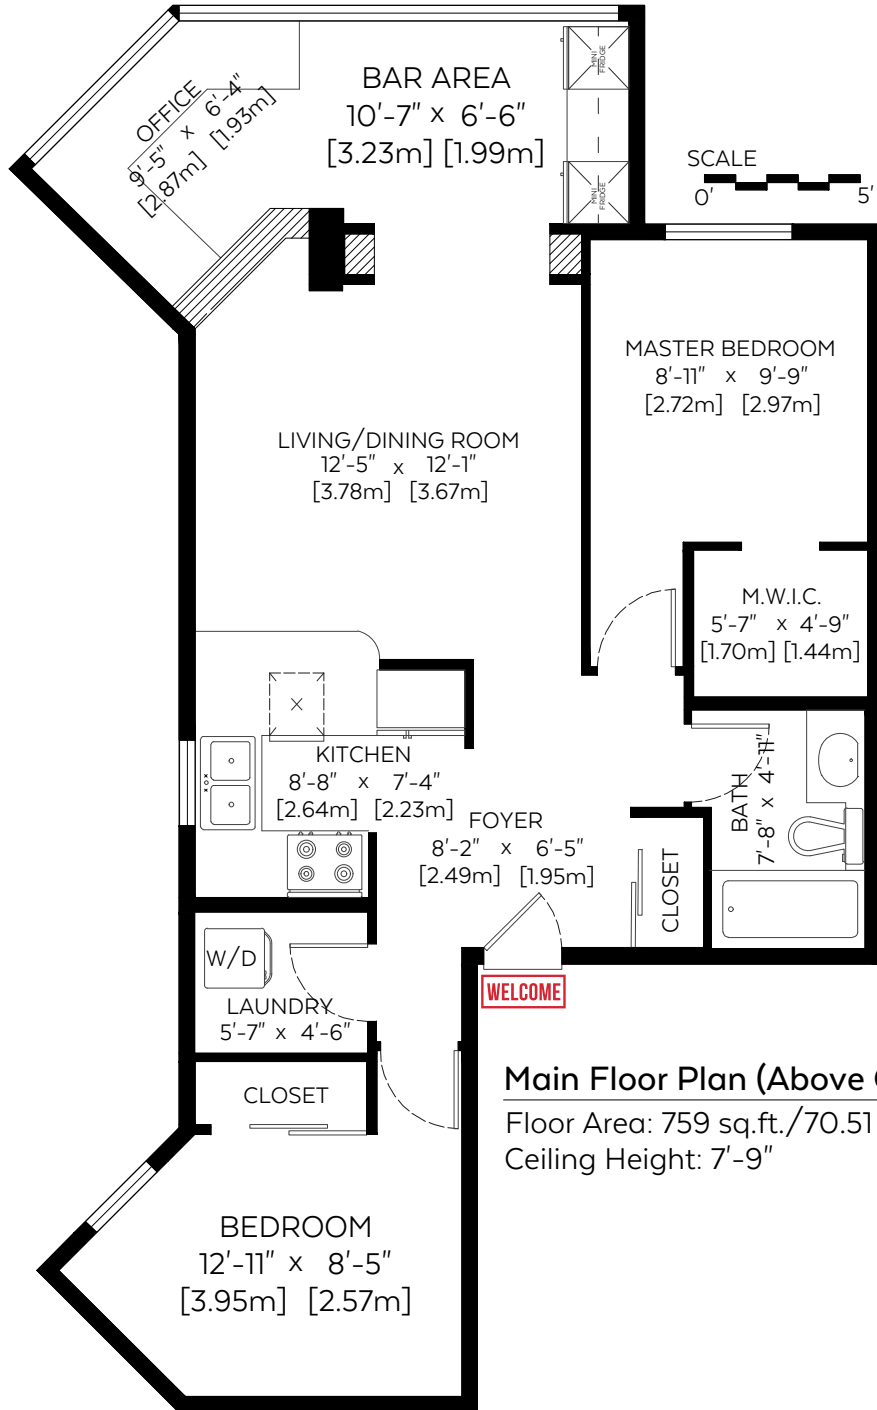 BAR AREA
10'-7" x 6'-6"
[3.23m] [1.99m]
OFFICE
9'-5" x 6'-4"
[2.87m] [1.93m]
MINI
FRIDGE
MINI
FRIDGE
SCALE
0' 5'
MASTER BEDROOM
8'-11" x 9'-9"
[2.72m] [2.97m]
LIVING/DINING ROOM
12'-5" x 12'-1"
[3.78m] [3.67m]
M.W.I.C.
5'-7" x 4'-9"
[1.70m] [1.44m]
X
KITCHEN
8'-8" x 7'-4"
[2.64m] [2.23m]
BATH
7'-8" x 4'-11"
FOYER
8'-2" x 6'-5"
[2.49m] [1.95m]
CLOSET
W/D
LAUNDRY
5'-7" x 4'-6"
WELCOME
CLOSET
Main Floor Plan (Above
Floor Area: 759 sq.ft./70.51
Ceiling Height: 7'-9"
BEDROOM
12'-11" x 8'-5"
[3.95m] [2.57m]